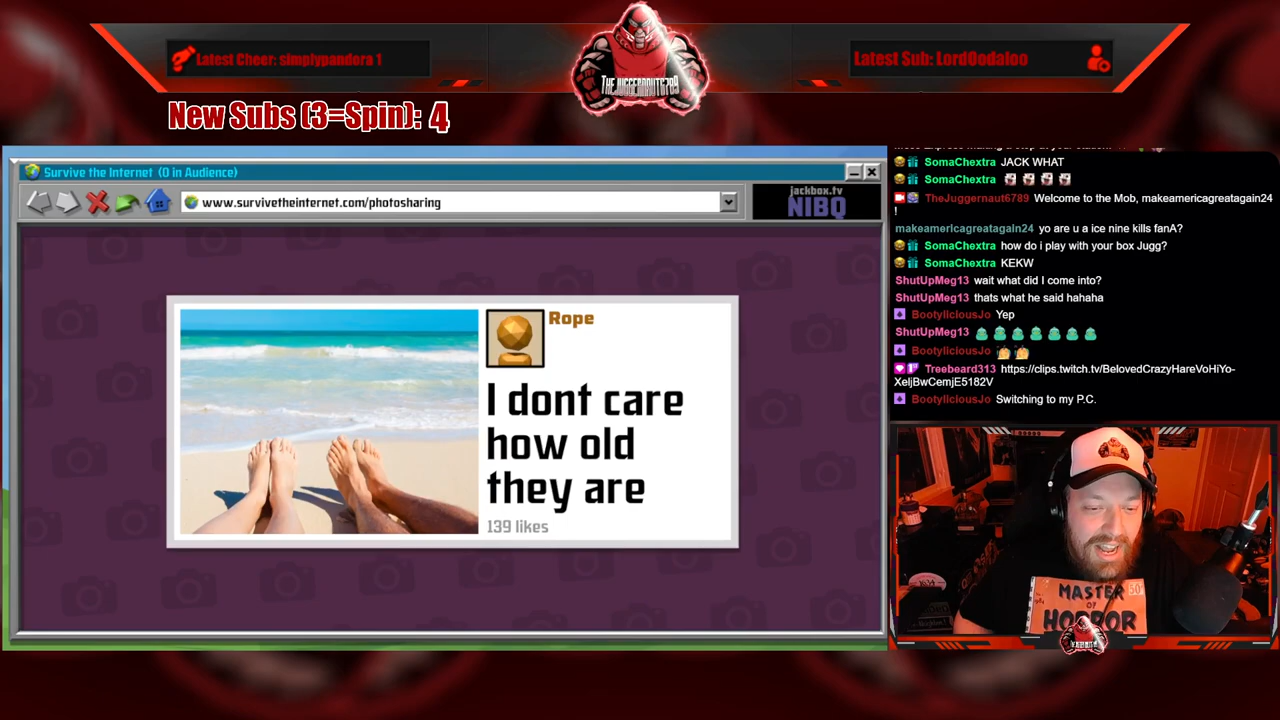 Latest Cheer: simplypandora 1
THEJUGGERNAUT6789
Latest Sub: LordOodaloo
New Subs (3=Spin): 4
Survive the Internet (0 in Audience)
www.survivetheinternet.com/photosharing
jackbox.tv
NIBQ
Rope
I dont care
how old
they are
139 likes
SomaChextra JACK WHAT
SomaChextra
TheJuggernaut6789 Welcome to the Mob, makeamericagreatagain24
!
makeamericagreatagain24 yo are u a ice nine kills fanA?
SomaChextra how do i play with your box Jugg?
SomaChextra KEKW
ShutUpMeg13 wait what did I come into?
ShutUpMeg13 thats what he said hahaha
BootyliciousJo Yep
ShutUpMeg13
BootyliciousJo
Treebeard313 https://clips.twitch.tv/BelovedCrazyHareVoHiYo-
XeljBwCemjE5182V
BootyliciousJo Switching to my P.C.
MASTER
OF
HORROR